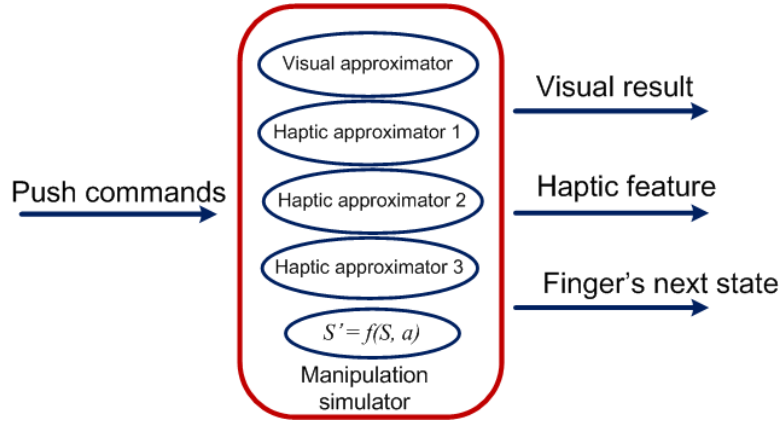 Push commands
Visual approximator
Haptic approximator 1
Haptic approximator 2
Haptic approximator 3
S’ = f(S, a)
Manipulation
simulator
Visual result
Haptic feature
Finger’s next state